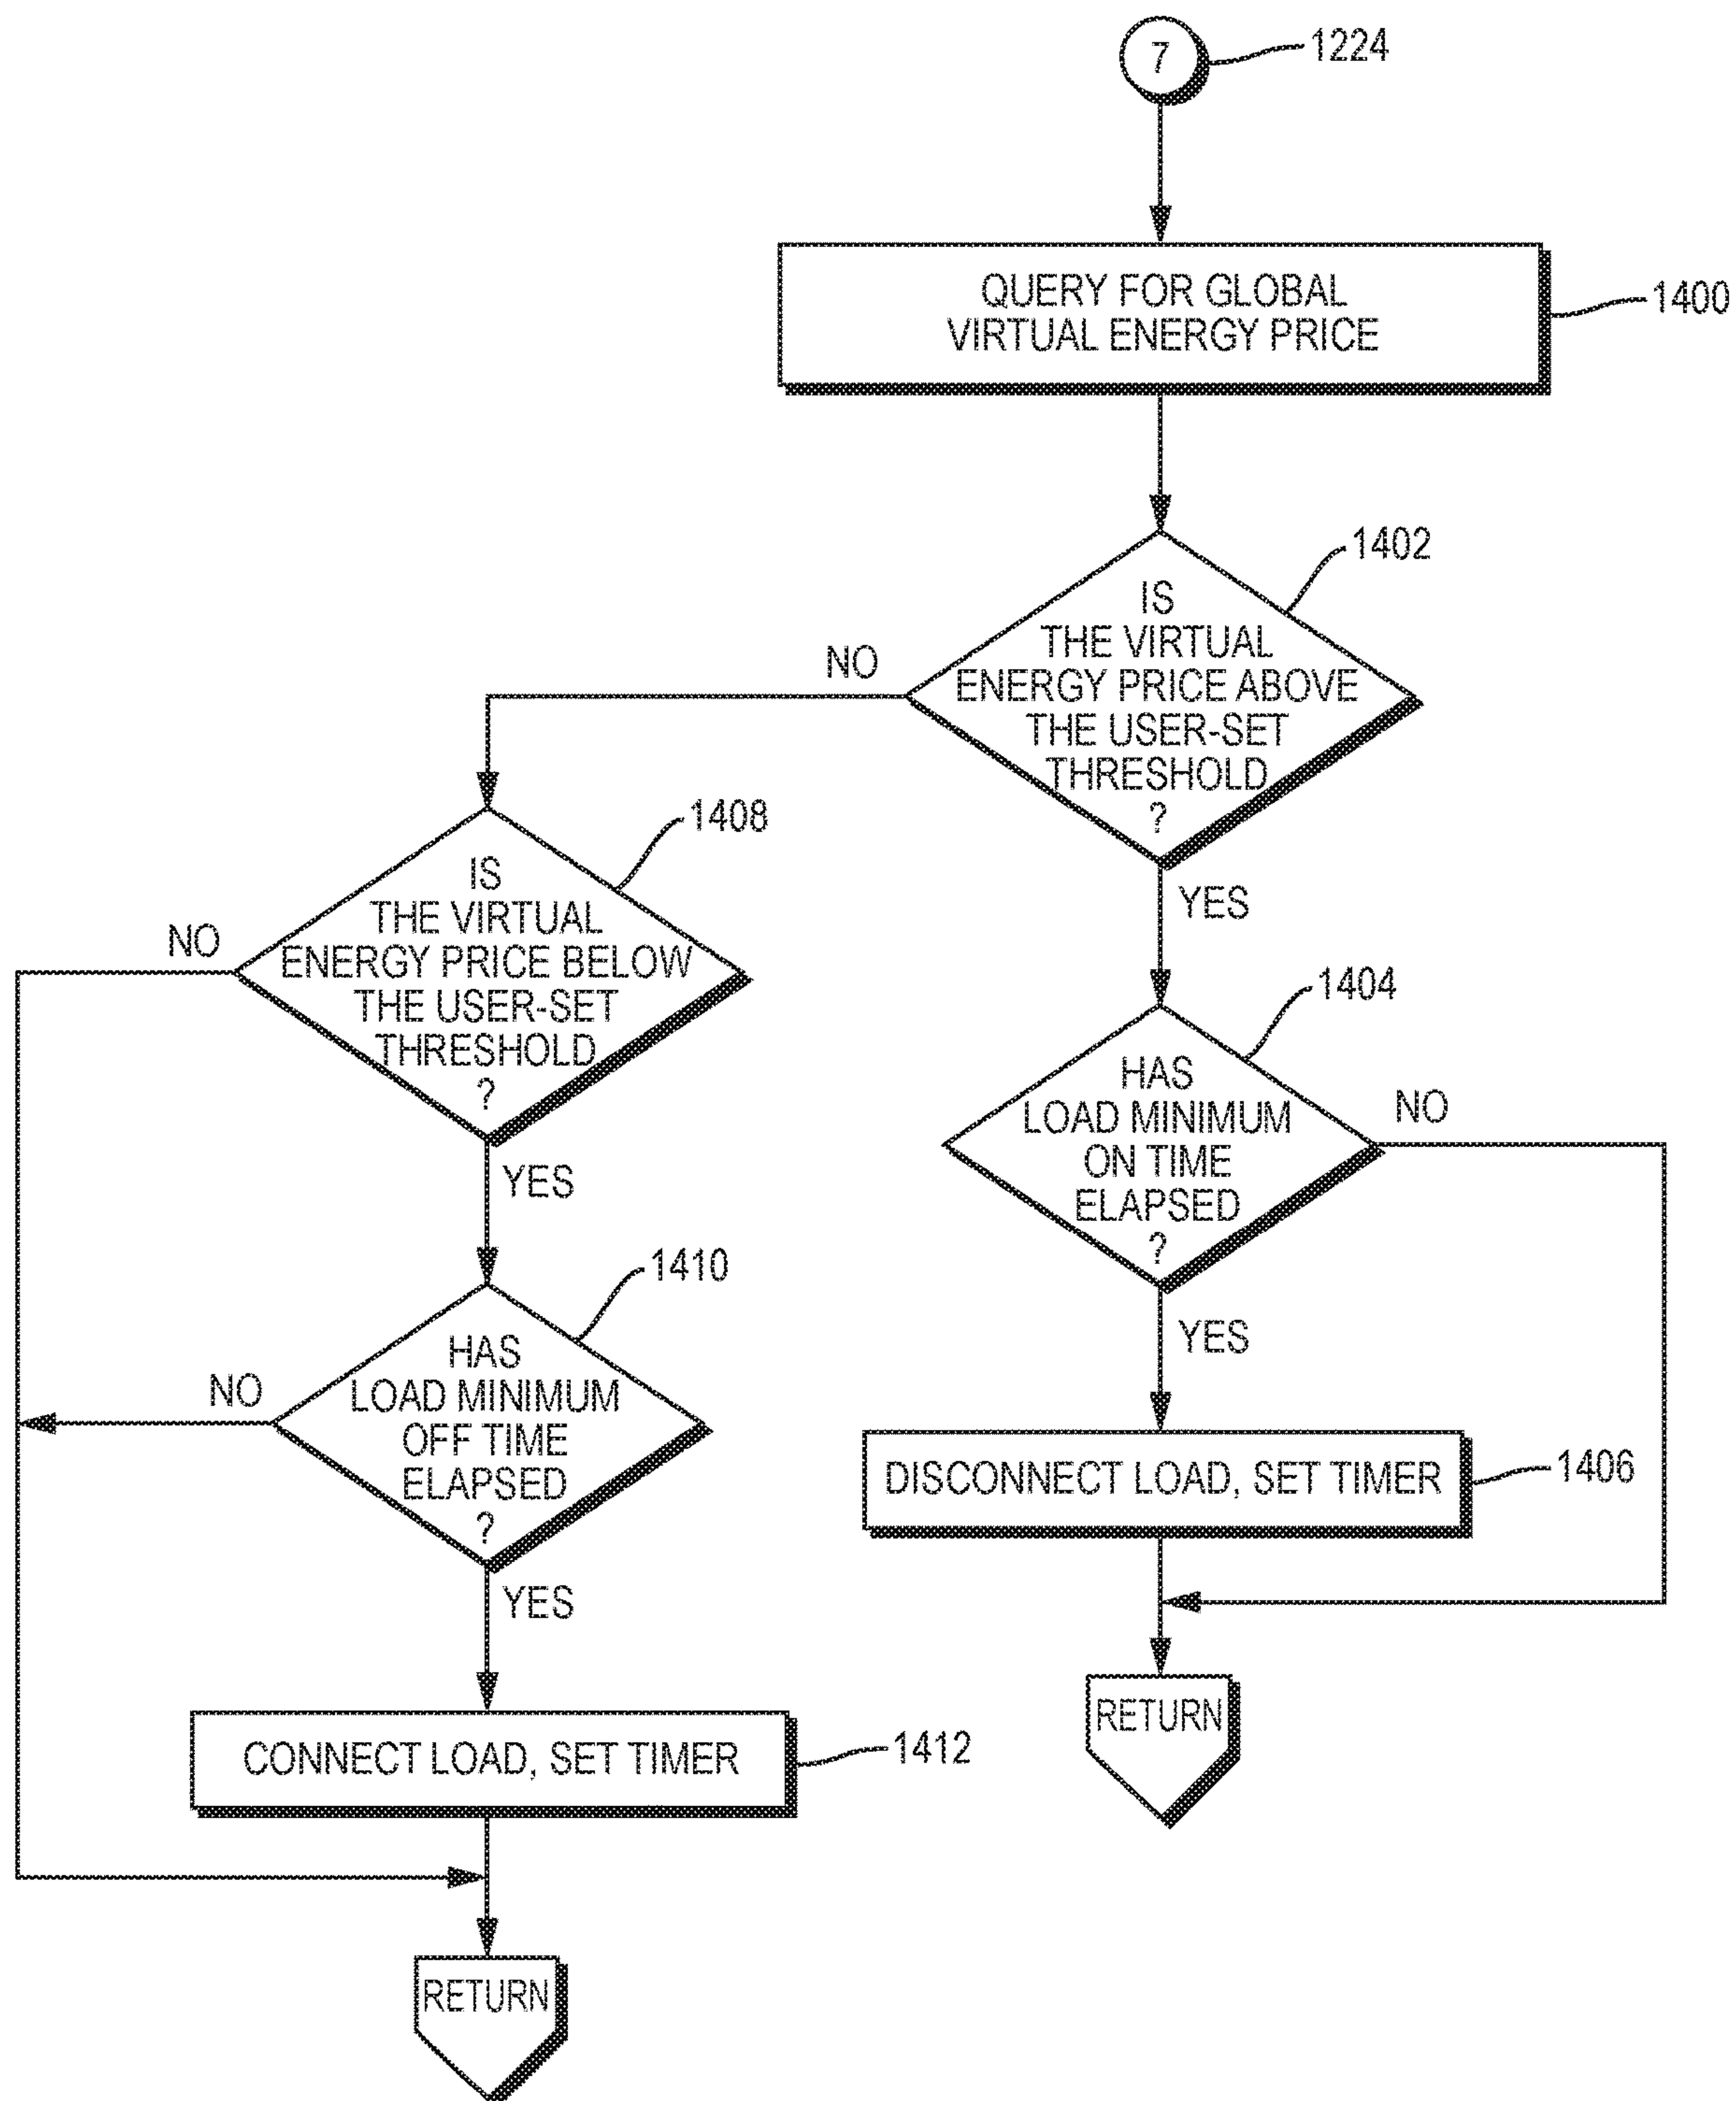 7
1224
QUERY FOR GLOBAL
VIRTUAL ENERGY PRICE
1400
1402
IS
THE VIRTUAL
ENERGY PRICE ABOVE
THE USER-SET
THRESHOLD
?
NO
YES
1408
IS
THE VIRTUAL
ENERGY PRICE BELOW
THE USER-SET
THRESHOLD
?
NO
YES
1404
HAS
LOAD MINIMUM
ON TIME
ELAPSED
?
NO
YES
1410
HAS
LOAD MINIMUM
OFF TIME
ELAPSED
?
NO
YES
DISCONNECT LOAD, SET TIMER
1406
RETURN
CONNECT LOAD, SET TIMER
1412
RETURN